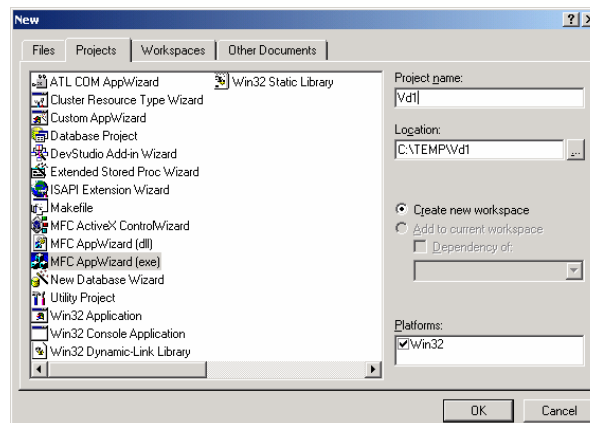 New
Files
Projects
Workspaces
Other Documents
ATL COM AppWizard
Cluster Resource Type Wizard
Custom AppWizard
Database Project
DevStudio Add-in Wizard
Extended Stored Proc Wizard
ISAPI Extension Wizard
Makefile
MFC ActiveX ControlWizard
MFC AppWizard (dll)
MFC AppWizard (exe)
New Database Wizard
Utility Project
Win32 Application
Win32 Console Application
Win32 Dynamic-Link Library
Win32 Static Library
Project name:
Vd1
Location:
C:\TEMP\Vd1
...
Create new workspace
Add to current workspace
Dependency of:
Platforms:
Win32
OK
Cancel